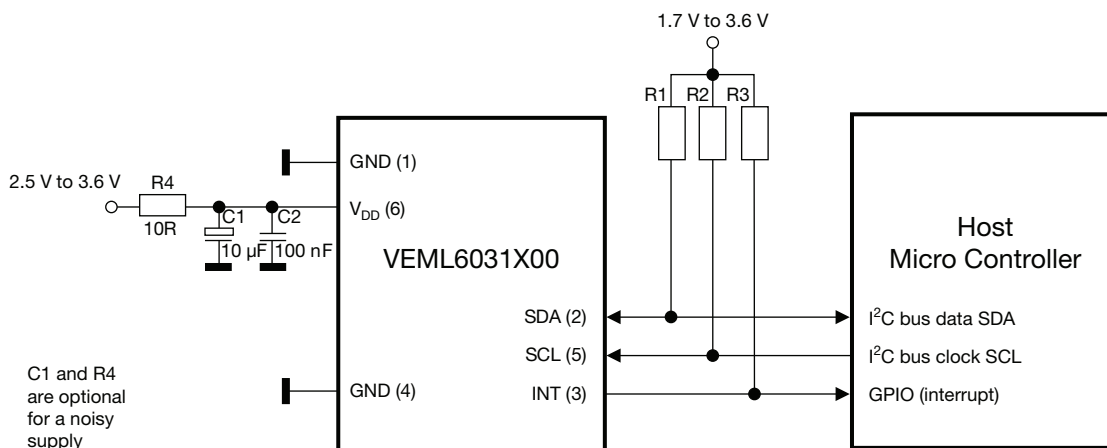 1.7 V to 3.6 V
R1 R2 R3
GND (1)
2.5 V to 3.6 V
R4
10R
C1
10 µF
C2
100 nF
VDD (6)
VEML6031X00
Host
Micro Controller
SDA (2)
I²C bus data SDA
SCL (5)
I²C bus clock SCL
GND (4)
INT (3)
GPIO (interrupt)
C1 and R4
are optional
for a noisy
supply